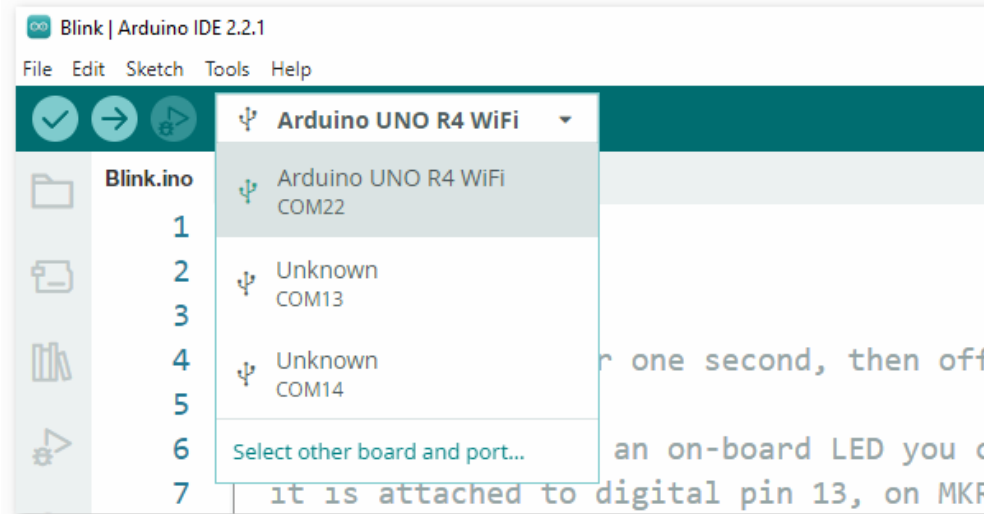 Blink | Arduino IDE 2.2.1
File Edit Sketch Tools Help
Arduino UNO R4 WiFi
Blink.ino
Arduino UNO R4 WiFi
COM22
Unknown
COM13
Unknown
COM14
Select other board and port...
1
2
3
4 one second, then
5
6 an on-board LED you
7 it is attached to digital pin 13, on